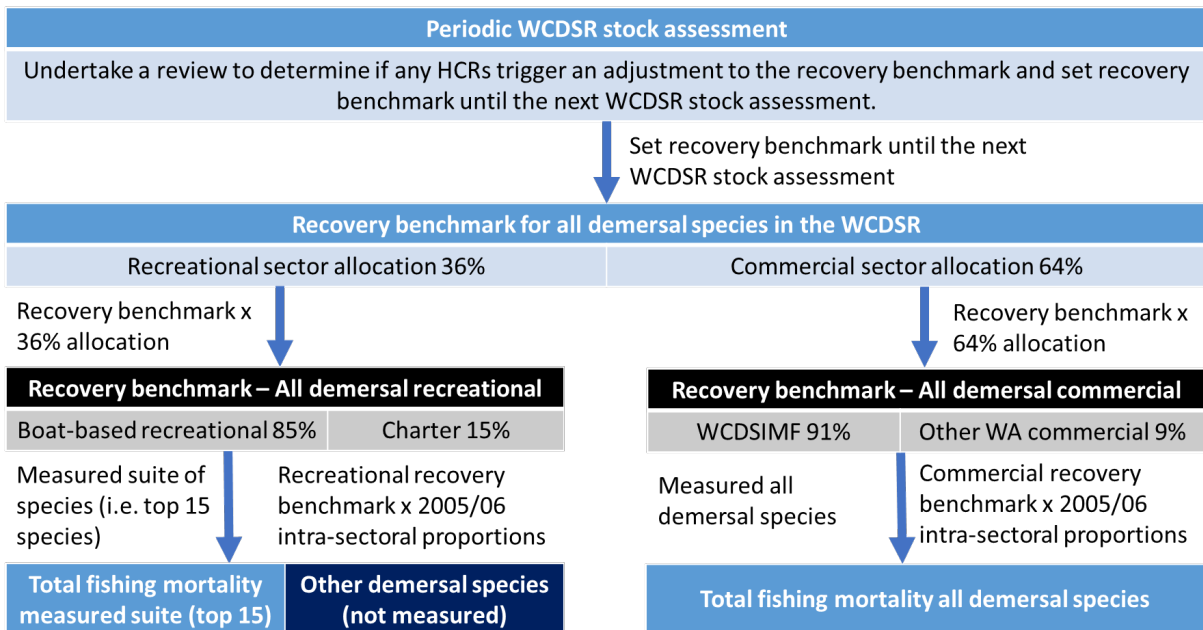 Periodic WCDSR stock assessment
Undertake a review to determine if any HCRs trigger an adjustment to the recovery benchmark and set recovery
benchmark until the next WCDSR stock assessment.
Set recovery benchmark until the next
WCDSR stock assessment
Recovery benchmark for all demersal species in the WCDSR
Recreational sector allocation 36%
Commercial sector allocation 64%
Recovery benchmark x
36% allocation
Recovery benchmark x
64% allocation
Recovery benchmark – All demersal recreational
Boat-based recreational 85%
Charter 15%
Recovery benchmark – All demersal commercial
WCDSIMF 91%
Other WA commercial 9%
Measured suite of
species (i.e. top 15
species)
Recreational recovery
benchmark x 2005/06
intra-sectoral proportions
Measured all
demersal species
Commercial recovery
benchmark x 2005/06
intra-sectoral proportions
Total fishing mortality
measured suite (top 15)
Other demersal species
(not measured)
Total fishing mortality all demersal species